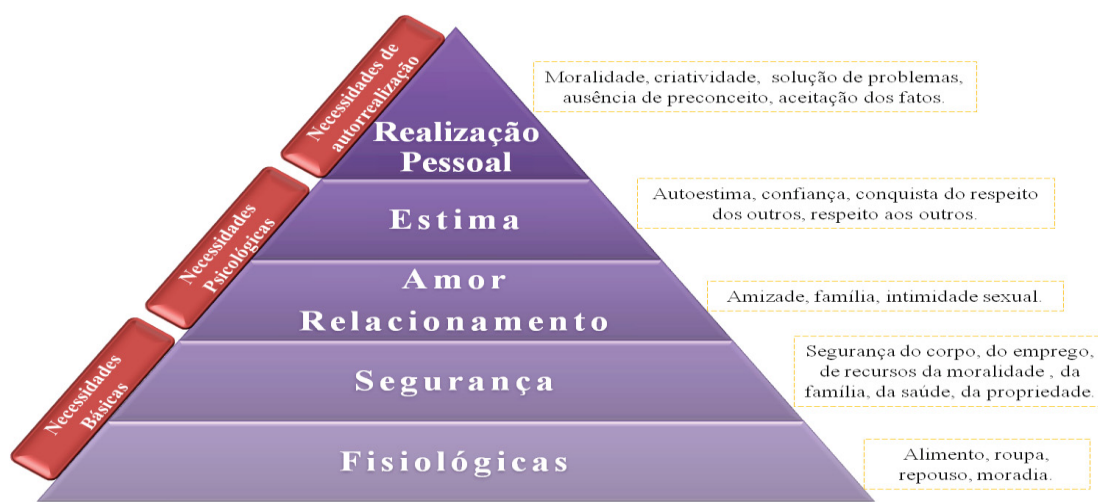 Necessidades de
autorrealização
Moralidade, criatividade, solução de problemas,
ausência de preconceito, aceitação dos fatos.
Realização
Pessoal
Necessidades
Psicológicas
Autoestima, confiança, conquista do respeito
dos outros, respeito aos outros.
Estima
Amor
Relacionamento
Amizade, família, intimidade sexual.
Necessidades
Básicas
Segurança
Segurança do corpo, do emprego,
de recursos da moralidade , da
família, da saúde, da propriedade.
Fisiológicas
Alimento, roupa,
repouso, moradia.